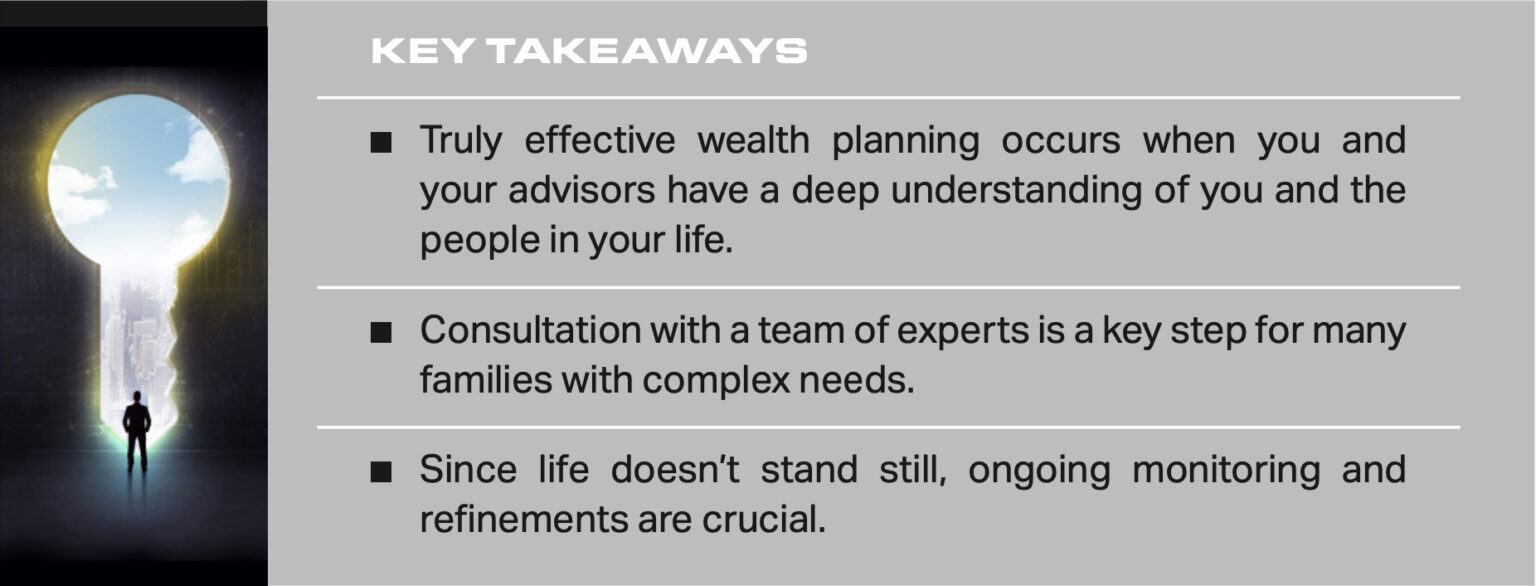 KEY TAKEAWAYS
■ Truly effective wealth planning occurs when you and
your advisors have a deep understanding of you and the
people in your life.
■ Consultation with a team of experts is a key step for many
families with complex needs.
■ Since life doesn’t stand still, ongoing monitoring and
refinements are crucial.